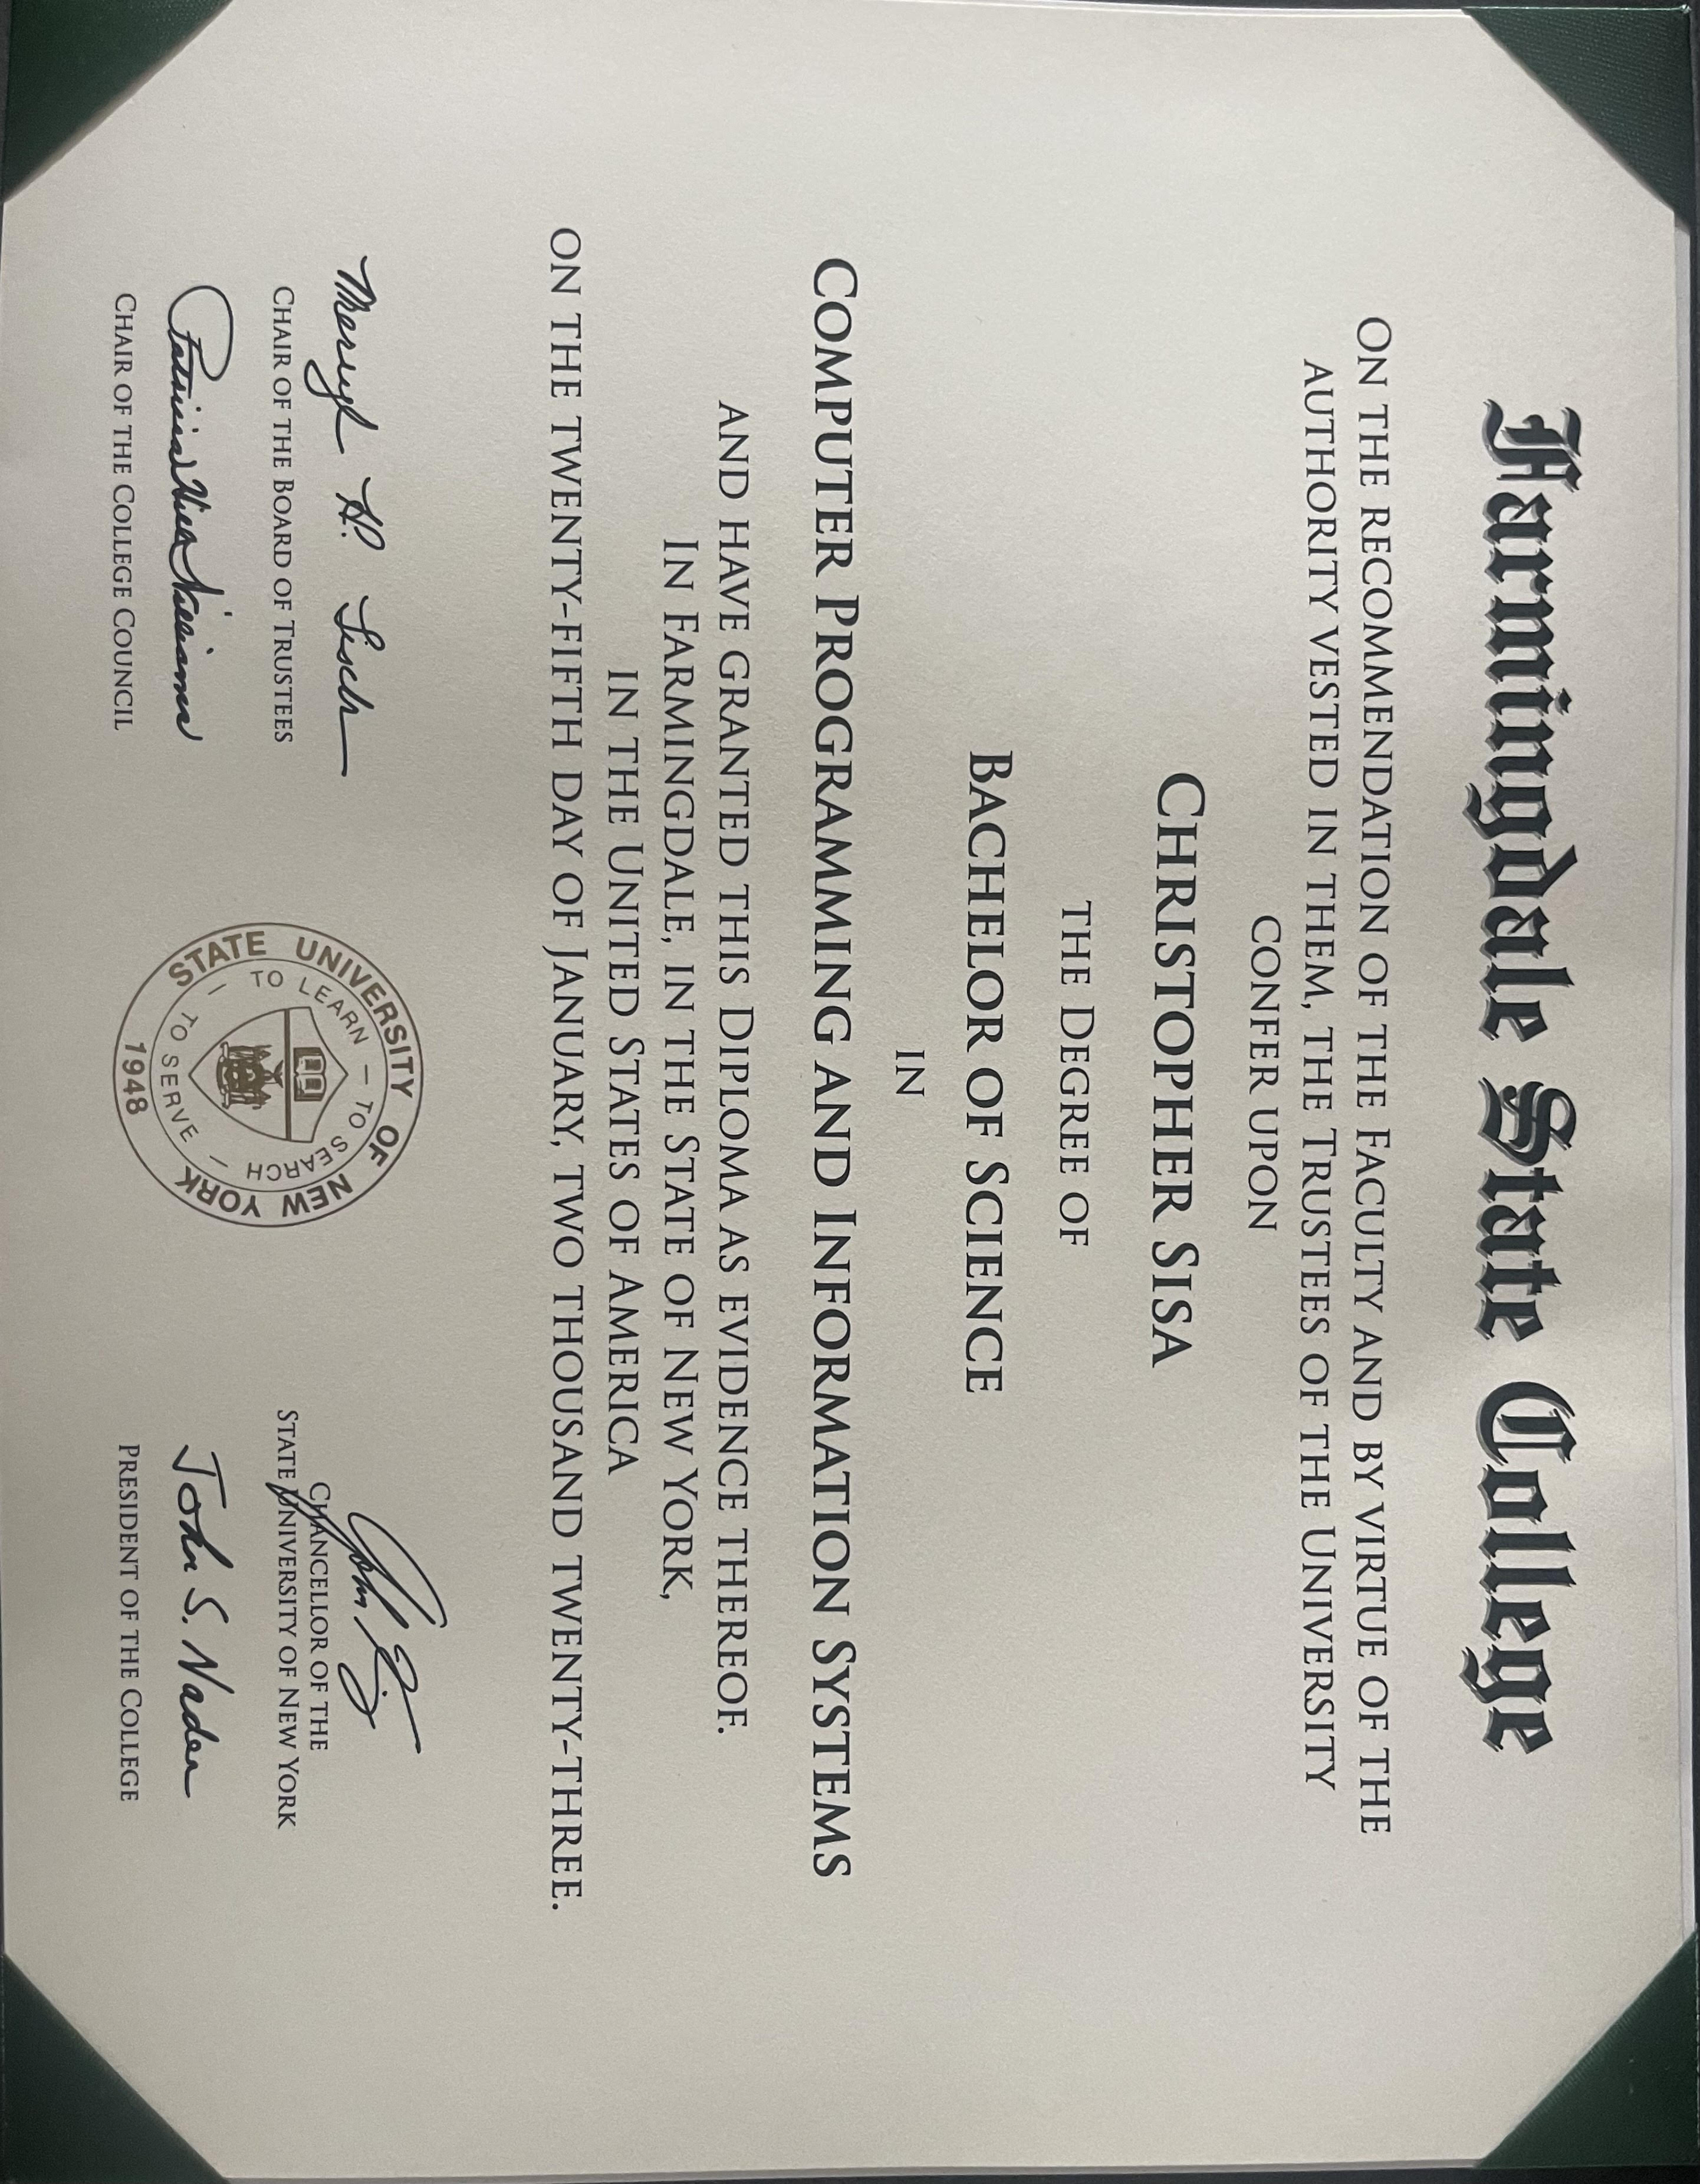 Farmingdale State College
ON THE RECOMMENDATION OF THE FACULTY AND BY VIRTUE OF THE
AUTHORITY VESTED IN THEM, THE TRUSTEES OF THE UNIVERSITY
CONFER UPON
CHRISTOPHER SISA
THE DEGREE OF
BACHELOR OF SCIENCE
IN
COMPUTER PROGRAMMING AND INFORMATION SYSTEMS
AND HAVE GRANTED THIS DIPLOMA AS EVIDENCE THEREOF.
IN FARMINGDALE, IN THE STATE OF NEW YORK,
IN THE UNITED STATES OF AMERICA
ON THE TWENTY-FIFTH DAY OF JANUARY, TWO THOUSAND TWENTY-THREE.
Merryl H. Tisch
CHAIR OF THE BOARD OF TRUSTEES
Patricia Hill Williams
CHAIR OF THE COLLEGE COUNCIL
STATE UNIVERSITY OF NEW YORK
TO LEARN — TO SEARCH — TO SERVE —
1948
John King
CHANCELLOR OF THE
STATE UNIVERSITY OF NEW YORK
John S. Nader
PRESIDENT OF THE COLLEGE